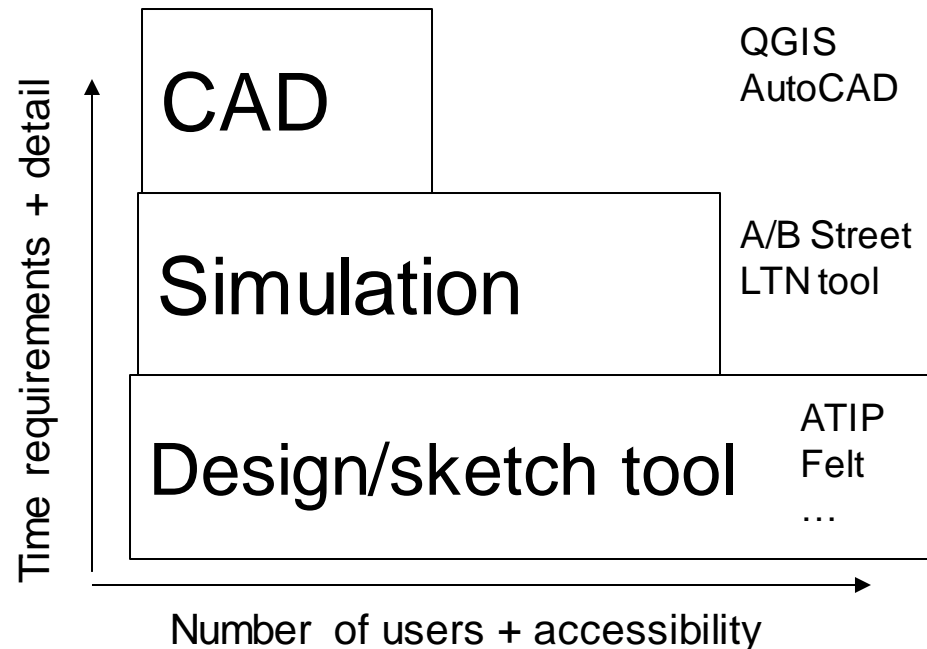 Time requirements + detail
CAD
QGIS
AutoCAD
Simulation
A/B Street
LTN tool
Design/sketch tool
ATIP
Felt
…
Number of users + accessibility